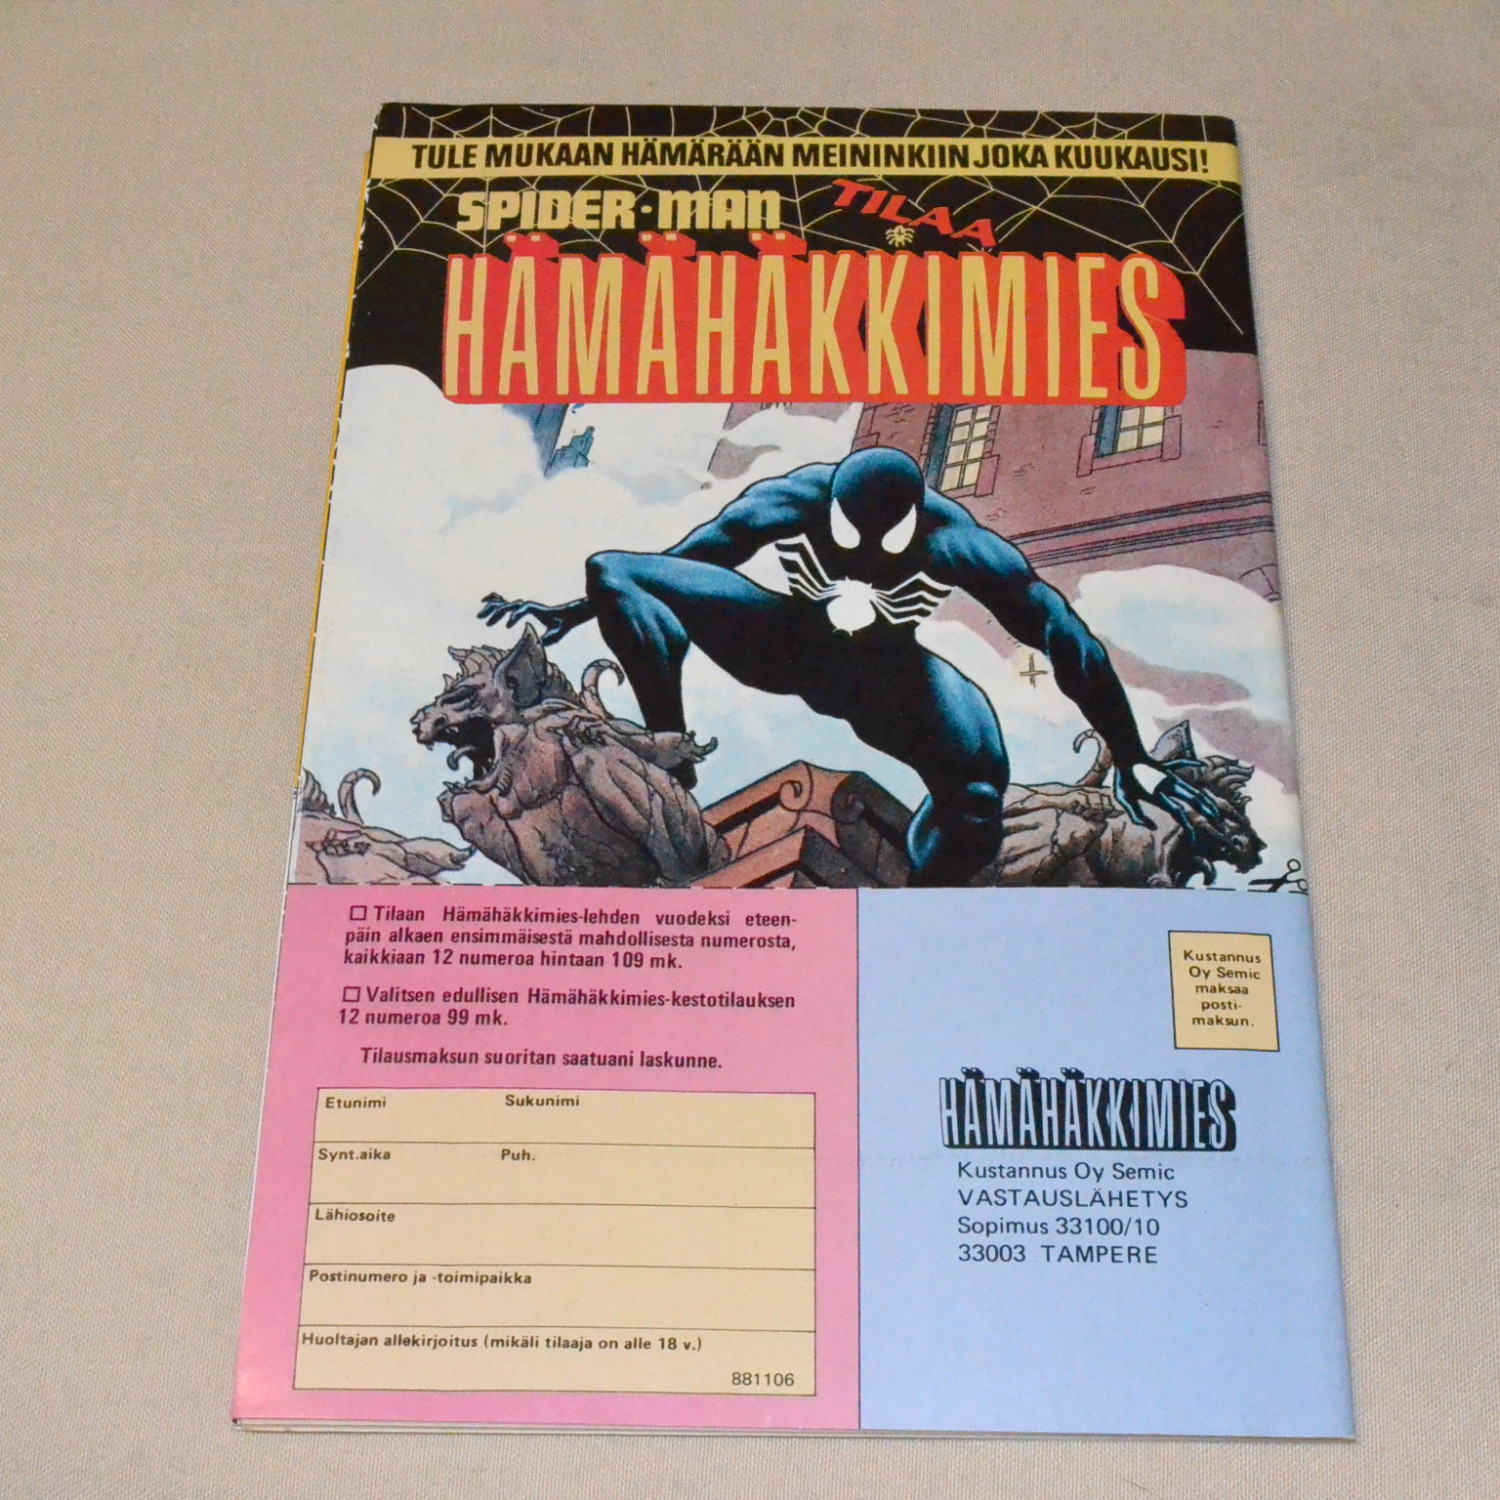 TULE MUKAAN HÄMÄRÄÄN MEININKIIN JOKA KUUKAUSI!
SPIDER-MAN
TILAA
HÄMÄHÄKKIMIES
☐ Tilaan Hämähäkkimies-lehden vuodeksi eteen-
päin alkaen ensimmäisestä mahdollisesta numerosta,
kaikkiaan 12 numeroa hintaan 109 mk.
☐ Valitsen edullisen Hämähäkkimies-kestotilauksen
12 numeroa 99 mk.
Tilausmaksun suoritan saatuani laskunne.
Etunimi Sukunimi
Synt.aika Puh.
Lähiosoite
Postinumero ja -toimipaikka
Huoltajan allekirjoitus (mikäli tilaaja on alle 18 v.)
881106
Kustannus
Oy Semic
maksaa
posti-
maksun.
HÄMÄHÄKKIMIES
Kustannus Oy Semic
VASTAUSLÄHETYS
Sopimus 33100/10
33003 TAMPERE